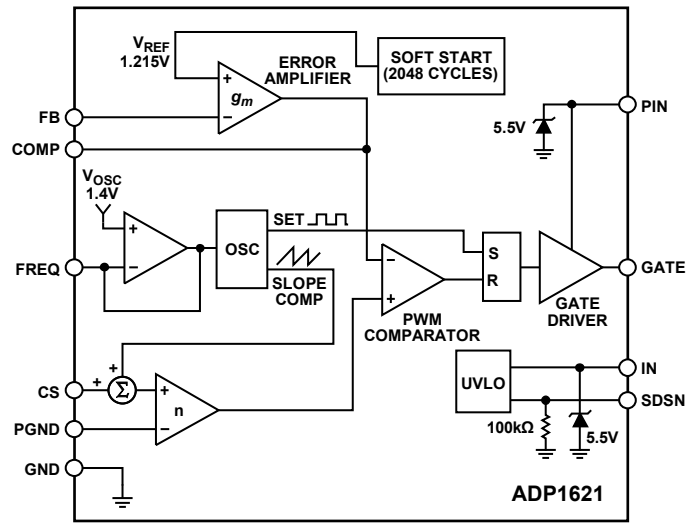 VREF
1.215V
ERROR
AMPLIFIER
SOFT START
(2048 CYCLES)
gm
+
−
FB
COMP
PIN
5.5V
VOSC
1.4V
+
−
OSC
SET
SLOPE
COMP
FREQ
−
+
PWM
COMPARATOR
S
R
GATE
DRIVER
GATE
+
+
Σ
CS
+
−
n
PGND
GND
UVLO
IN
SDSN
100kΩ
5.5V
ADP1621